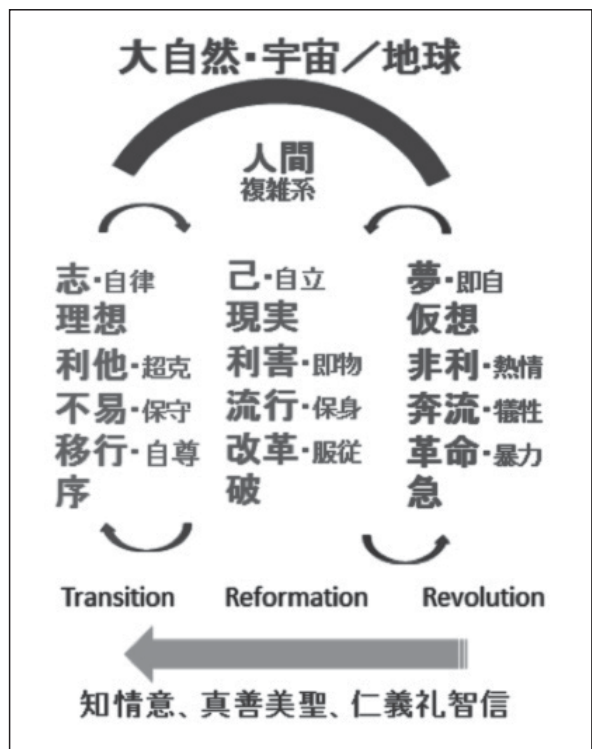 大自然・宇宙／地球
人間
複雑系
志・自律 己・自立 夢・即自
理想 現実 仮想
利他・超克 利害・即物 非利・熱情
不易・保守 流行・保身 奔流・犠牲
移行・自尊 改革・服従 革命・暴力
序 破 急
Transition Reformation Revolution
知情意、真善美聖、仁義礼智信